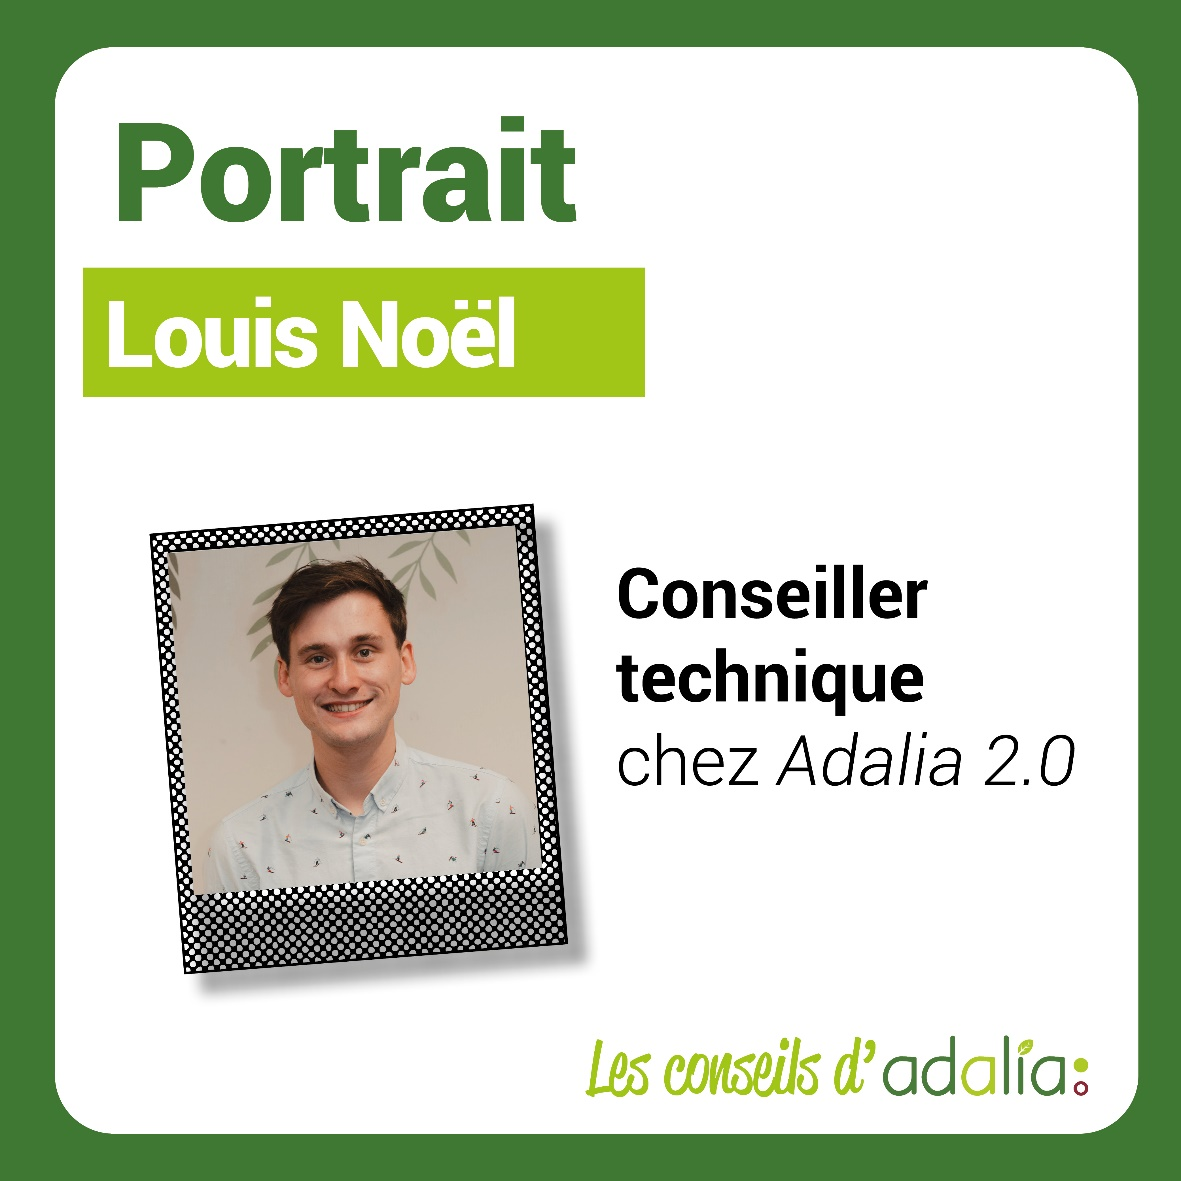 Portrait
Louis Noël
Conseiller
technique
chez Adalia 2.0
Les conseils d'adalia: